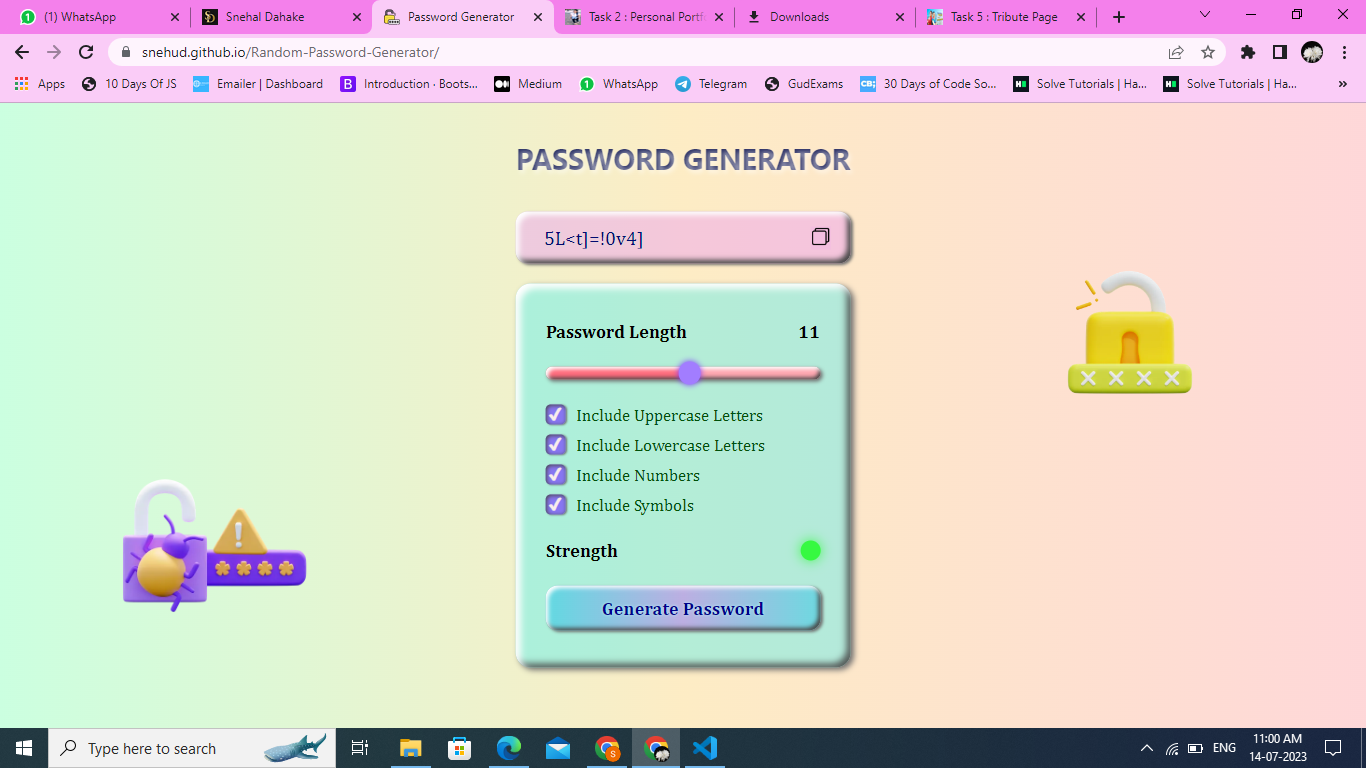 (1) WhatsApp
Snehal Dahake
Password Generator
Task 2 : Personal Portf
Downloads
Task 5 : Tribute Page
snehud.github.io/Random-Password-Generator/
Apps
10 Days Of JS
Emailer | Dashboard
Introduction · Boots...
Medium
WhatsApp
Telegram
GudExams
30 Days of Code So...
Solve Tutorials | Ha...
Solve Tutorials | Ha...
PASSWORD GENERATOR
5L<t]=!0v4]
Password Length 11
Include Uppercase Letters
Include Lowercase Letters
Include Numbers
Include Symbols
Strength
Generate Password
Type here to search
ENG
11:00 AM
14-07-2023